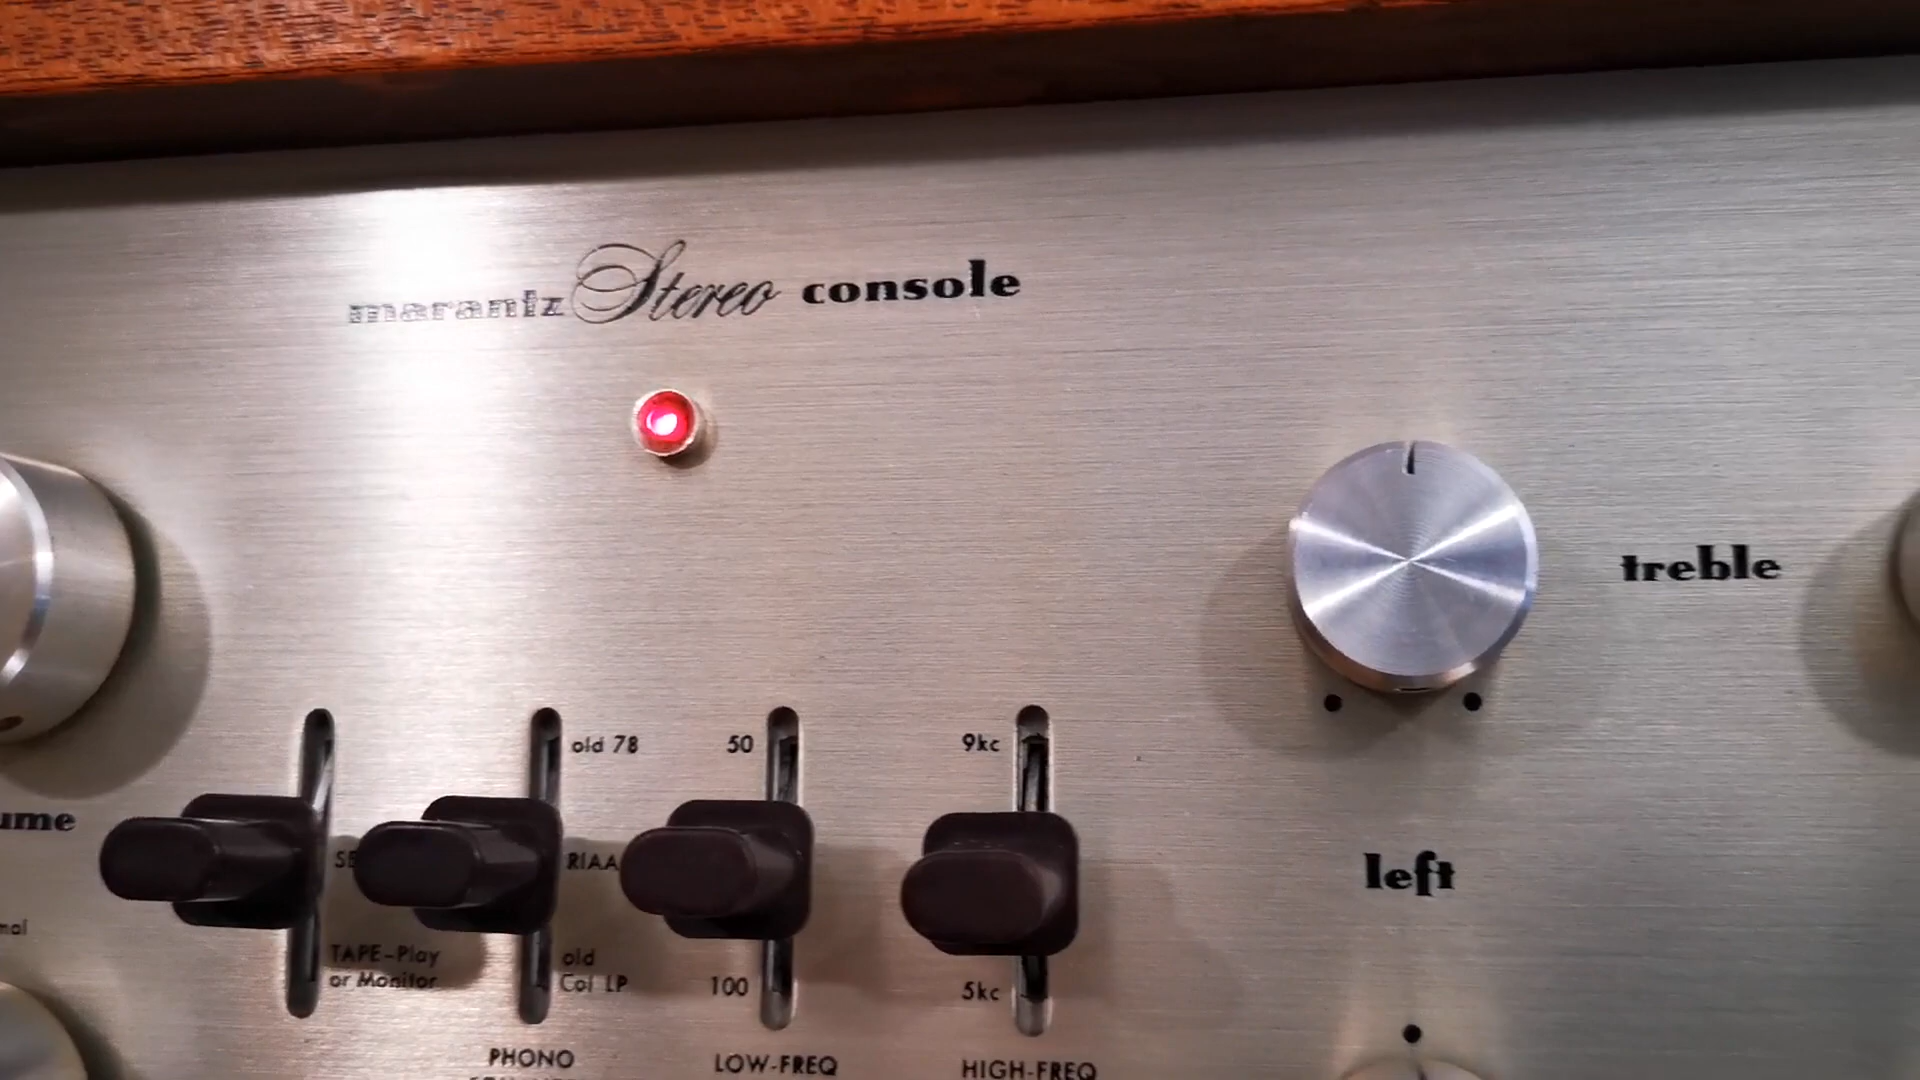 marantz Stereo console
treble
old 78
50
9kc
RIAA
left
TAPE-Play
or Monitor
old
Col LP
100
5kc
PHONO
LOW-FREQ
HIGH-FREQ